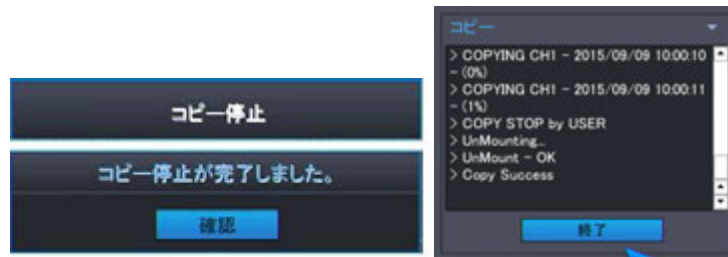 コピー停止
コピー停止が完了しました。
確認
コピー
> COPYING CH1 - 2015/09/09 10:00:10
- (0%)
> COPYING CH1 - 2015/09/09 10:00:11
- (1%)
> COPY STOP by USER
> UnMounting...
> UnMount - OK
> Copy Success
終了